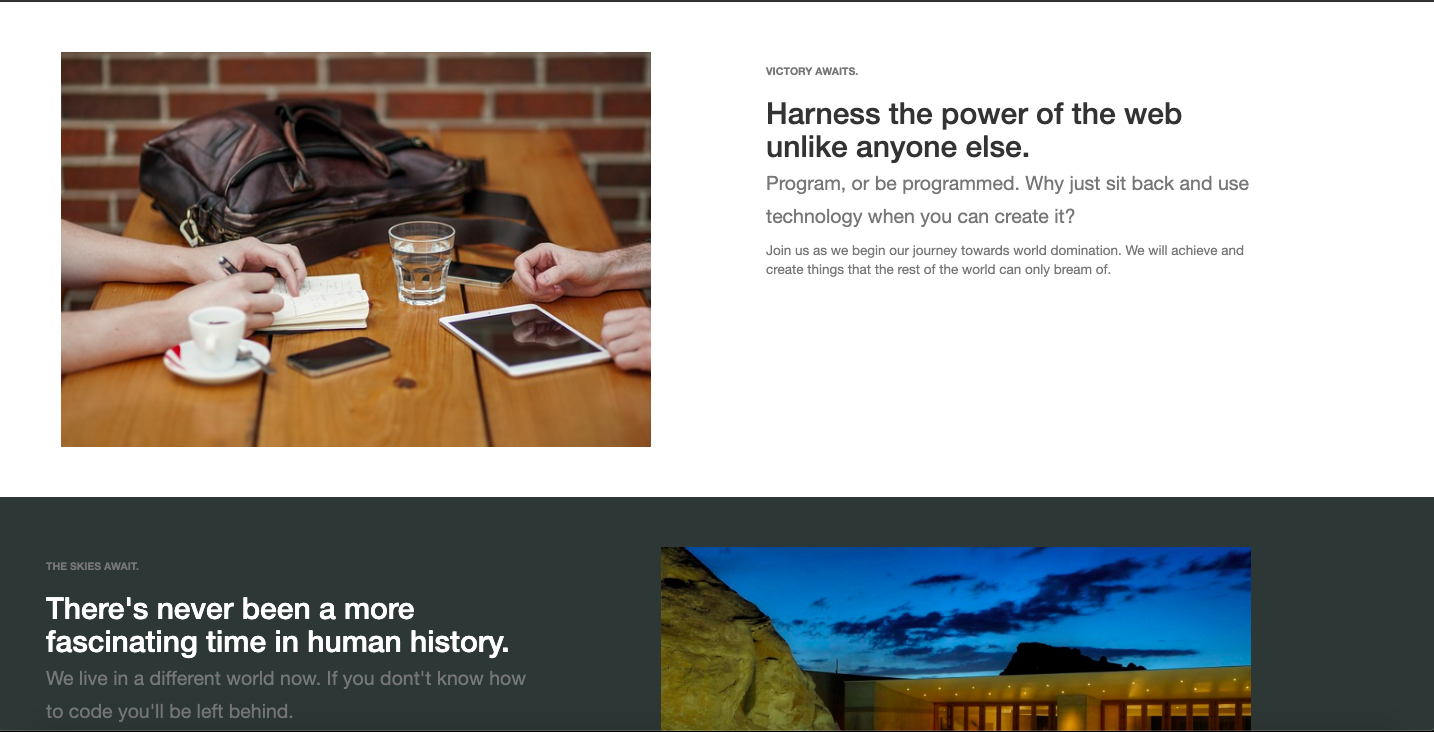 VICTORY AWAITS.
Harness the power of the web
unlike anyone else.
Program, or be programmed. Why just sit back and use
technology when you can create it?
Join us as we begin our journey towards world domination. We will achieve and
create things that the rest of the world can only bream of.
THE SKIES AWAIT.
There's never been a more
fascinating time in human history.
We live in a different world now. If you dont't know how
to code you'll be left behind.